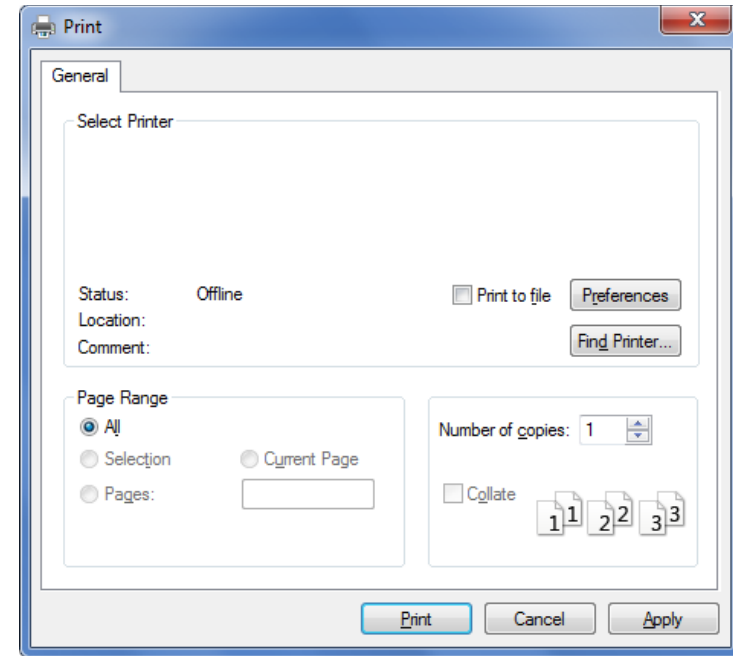 Print
General
Select Printer
Status: Offline
Print to file
Preferences
Location:
Find Printer...
Comment:
Page Range
All
Selection
Current Page
Pages:
Number of copies: 1
Collate
1 1 2 2 3 3
Print
Cancel
Apply